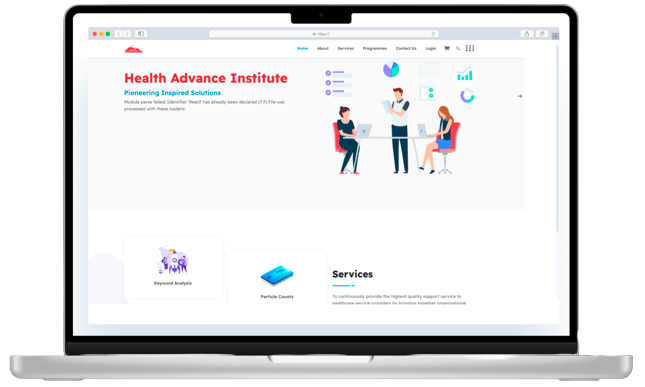 https://
Home About Services Programmes Contact Us Login
Health Advance Institute
Pioneering Inspired Solutions
Module parse failed: Identifier 'React' has already been declared (7:7) File was
processed with these loaders:
Keyword Analysis
Particle Counts
Services
To continuously provide the highest quality support service to
healthcare service providers by bringing together organizational